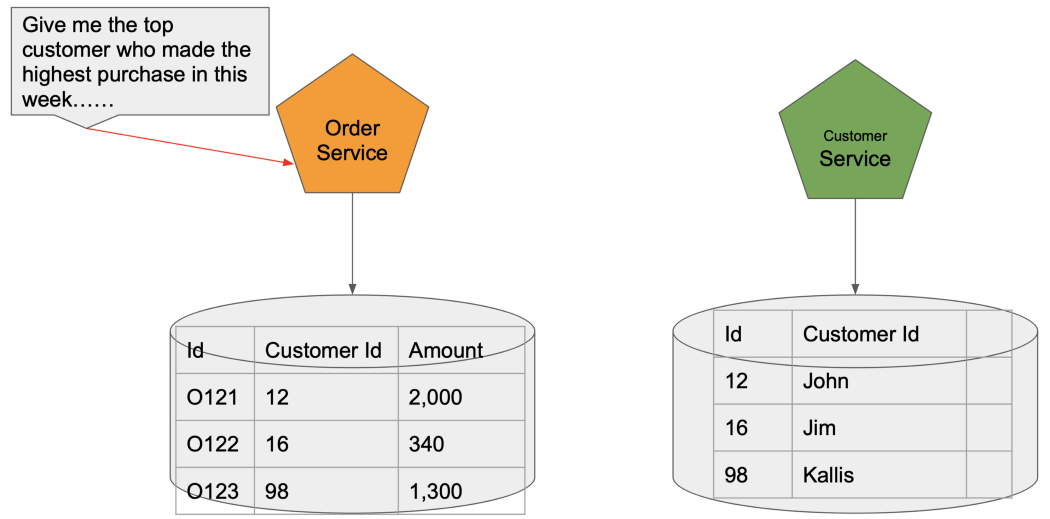 Give me the top
customer who made the
highest purchase in this
week......
Order
Service
Customer
Service
Id Customer Id Amount
O121 12 2,000
O122 16 340
O123 98 1,300
Id Customer Id
12 John
16 Jim
98 Kallis